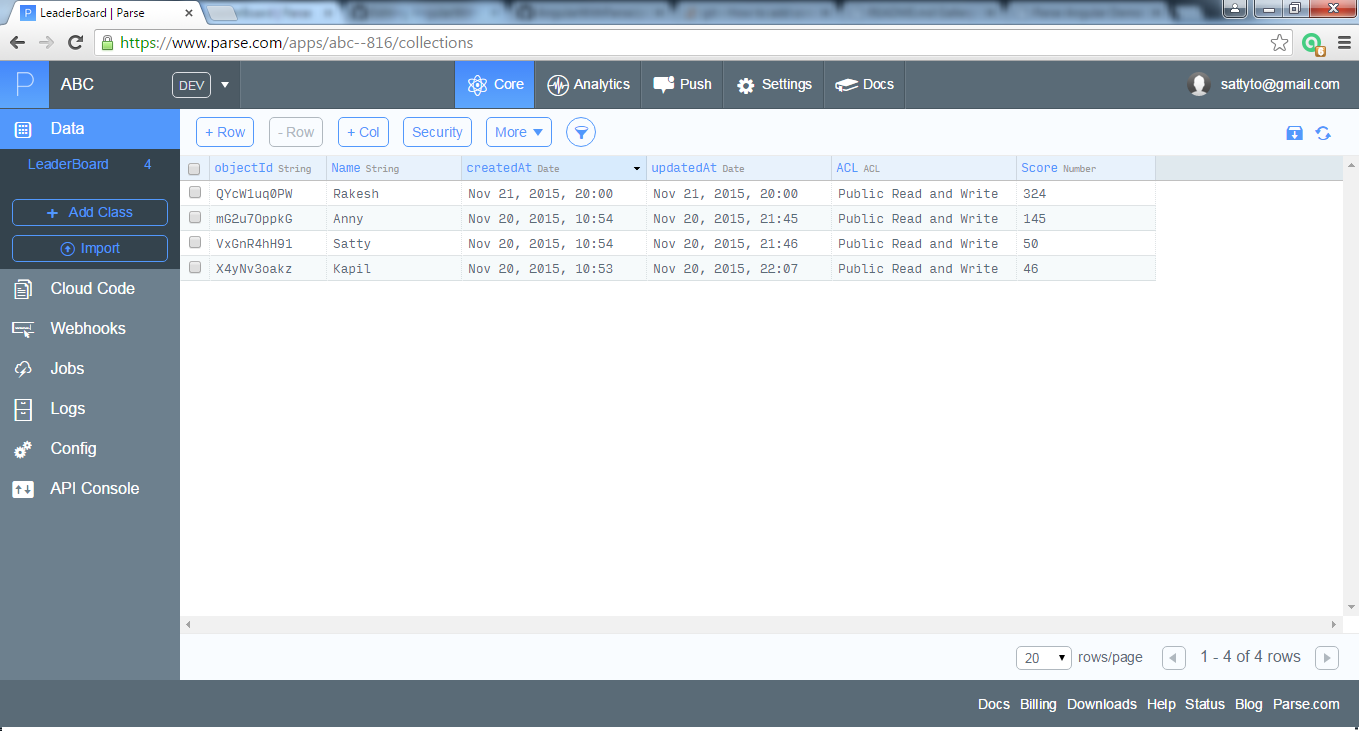 LeaderBoard | Parse
https://www.parse.com/apps/abc--816/collections
P ABC DEV Core Analytics Push Settings Docs sattyto@gmail.com
Data
+ Row - Row + Col Security More
LeaderBoard 4
objectId String Name String createdAt Date updatedAt Date ACL ACL Score Number
QYcW1uq0PW Rakesh Nov 21, 2015, 20:00 Nov 21, 2015, 20:00 Public Read and Write 324
mG2u7OppkG Anny Nov 20, 2015, 10:54 Nov 20, 2015, 21:45 Public Read and Write 145
VxGnR4hH91 Satty Nov 20, 2015, 10:54 Nov 20, 2015, 21:46 Public Read and Write 50
X4yNv3oakz Kapil Nov 20, 2015, 10:53 Nov 20, 2015, 22:07 Public Read and Write 46
+ Add Class
Import
Cloud Code
Webhooks
Jobs
Logs
Config
API Console
20 rows/page 1 - 4 of 4 rows
Docs Billing Downloads Help Status Blog Parse.com